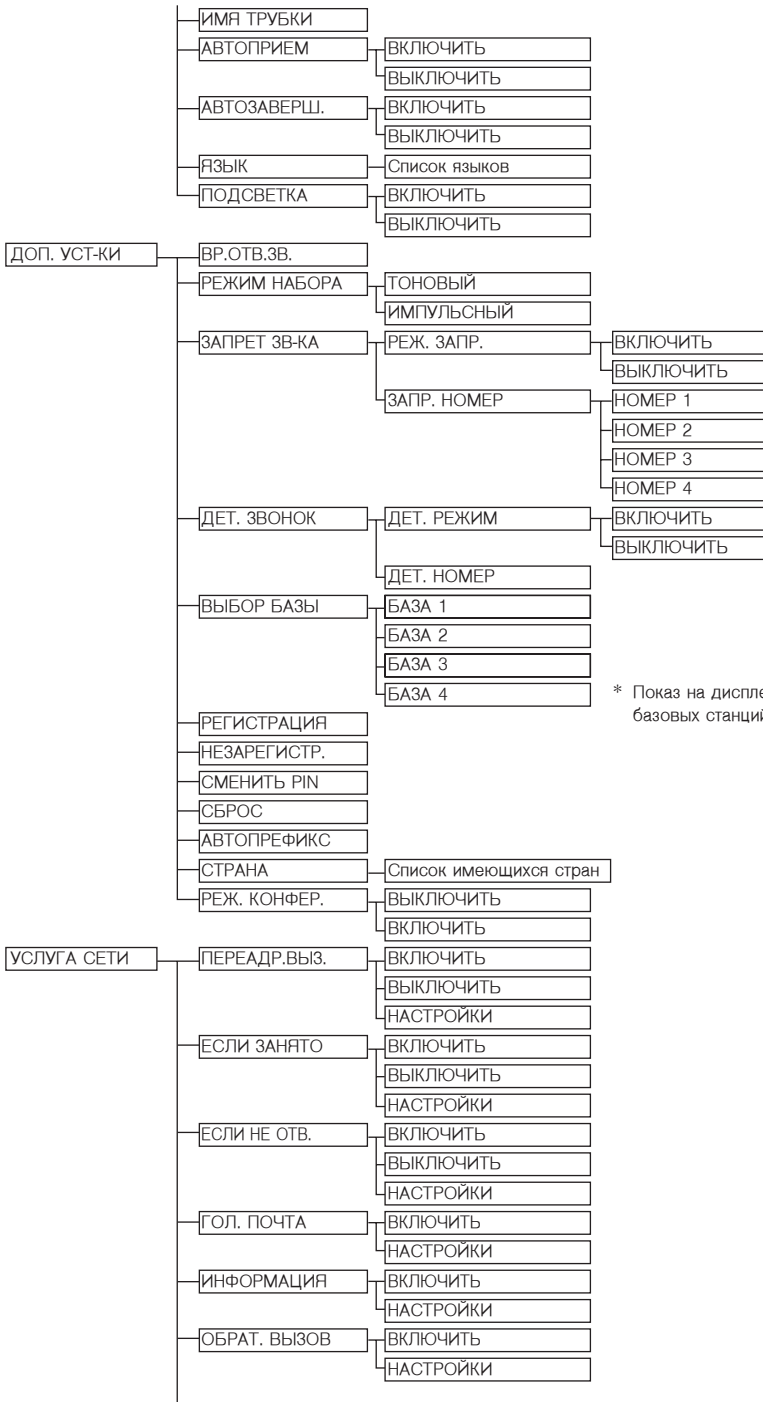 ИМЯ ТРУБКИ
АВТОПРИЕМ ВКЛЮЧИТЬ
ВЫКЛЮЧИТЬ
АВТОЗАВЕРШ. ВКЛЮЧИТЬ
ВЫКЛЮЧИТЬ
ЯЗЫК Список языков
ПОДСВЕТКА ВКЛЮЧИТЬ
ВЫКЛЮЧИТЬ
ДОП. УСТ-КИ ВР.ОТВ.ЗВ.
РЕЖИМ НАБОРА ТОНОВЫЙ
ИМПУЛЬСНЫЙ
ЗАПРЕТ ЗВ-КА РЕЖ. ЗАПР. ВКЛЮЧИТЬ
ВЫКЛЮЧИТЬ
ЗАПР. НОМЕР НОМЕР 1
НОМЕР 2
НОМЕР 3
НОМЕР 4
ДЕТ. ЗВОНОК ДЕТ. РЕЖИМ ВКЛЮЧИТЬ
ВЫКЛЮЧИТЬ
ДЕТ. НОМЕР
ВЫБОР БАЗЫ БАЗА 1
БАЗА 2
БАЗА 3
БАЗА 4 * Показ на диспле
базовых станций
РЕГИСТРАЦИЯ
НЕЗАРЕГИСТР.
СМЕНИТЬ PIN
СБРОС
АВТОПРЕФИКС
СТРАНА Список имеющихся стран
РЕЖ. КОНФЕР. ВЫКЛЮЧИТЬ
ВКЛЮЧИТЬ
УСЛУГА СЕТИ ПЕРЕАДР.ВЫЗ. ВКЛЮЧИТЬ
ВЫКЛЮЧИТЬ
НАСТРОЙКИ
ЕСЛИ ЗАНЯТО ВКЛЮЧИТЬ
ВЫКЛЮЧИТЬ
НАСТРОЙКИ
ЕСЛИ НЕ ОТВ. ВКЛЮЧИТЬ
ВЫКЛЮЧИТЬ
НАСТРОЙКИ
ГОЛ. ПОЧТА ВКЛЮЧИТЬ
НАСТРОЙКИ
ИНФОРМАЦИЯ ВКЛЮЧИТЬ
НАСТРОЙКИ
ОБРАТ. ВЫЗОВ ВКЛЮЧИТЬ
НАСТРОЙКИ